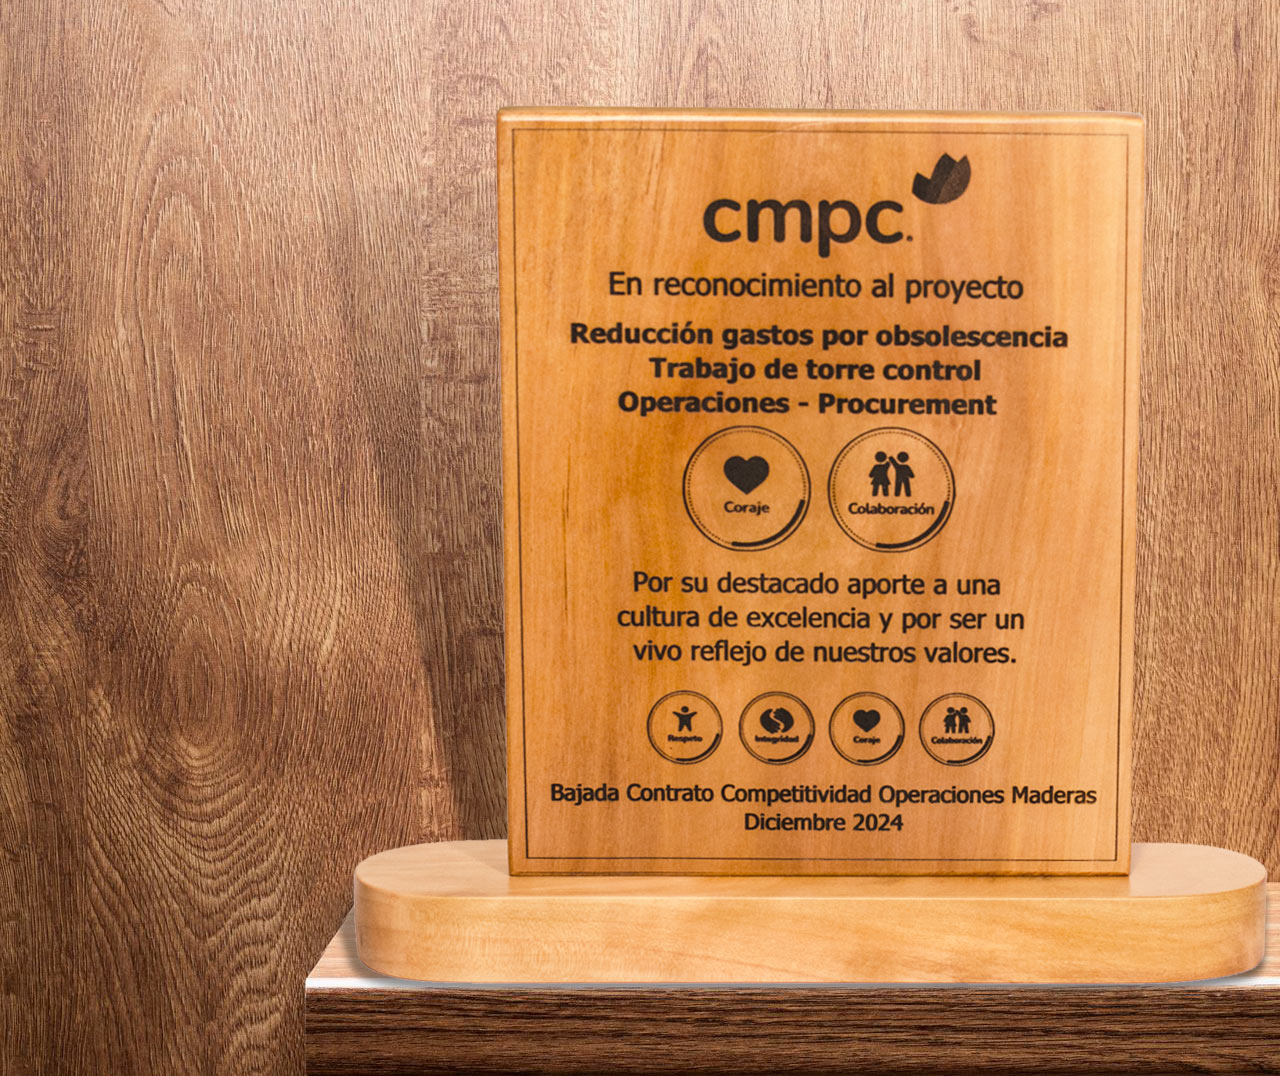 cmpc.
En reconocimiento al proyecto
Reducción gastos por obsolescencia
Trabajo de torre control
Operaciones - Procurement
Coraje
Colaboración
Por su destacado aporte a una
cultura de excelencia y por ser un
vivo reflejo de nuestros valores.
Respeto
Integridad
Coraje
Colaboración
Bajada Contrato Competitividad Operaciones Maderas
Diciembre 2024